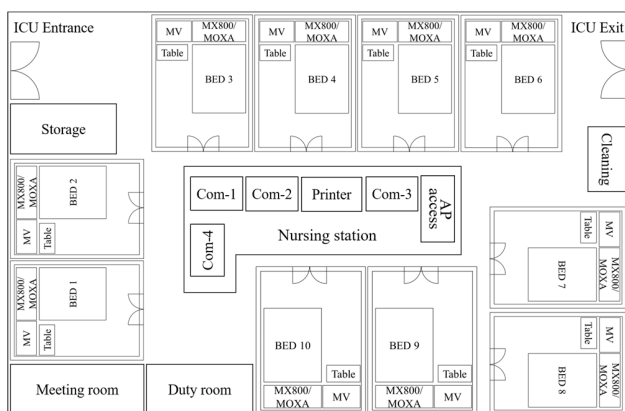 ICU Entrance
MV
MX800/
MOXA
Table
BED 3
MV
MX800/
MOXA
Table
BED 4
MV
MX800/
MOXA
Table
BED 5
MV
MX800/
MOXA
Table
BED 6
ICU Exit
Storage
Cleaning
MX800/
MOXA
BED 2
MV
Table
MX800/
MOXA
BED 1
MV
Table
Com-1
Com-2
Printer
Com-3
AP
access
Com-4
Nursing station
Table
MV
BED 7
MX800/
MOXA
Table
MV
BED 8
MX800/
MOXA
BED 10
Table
MX800/
MOXA
MV
BED 9
Table
MX800/
MOXA
MV
Meeting room
Duty room